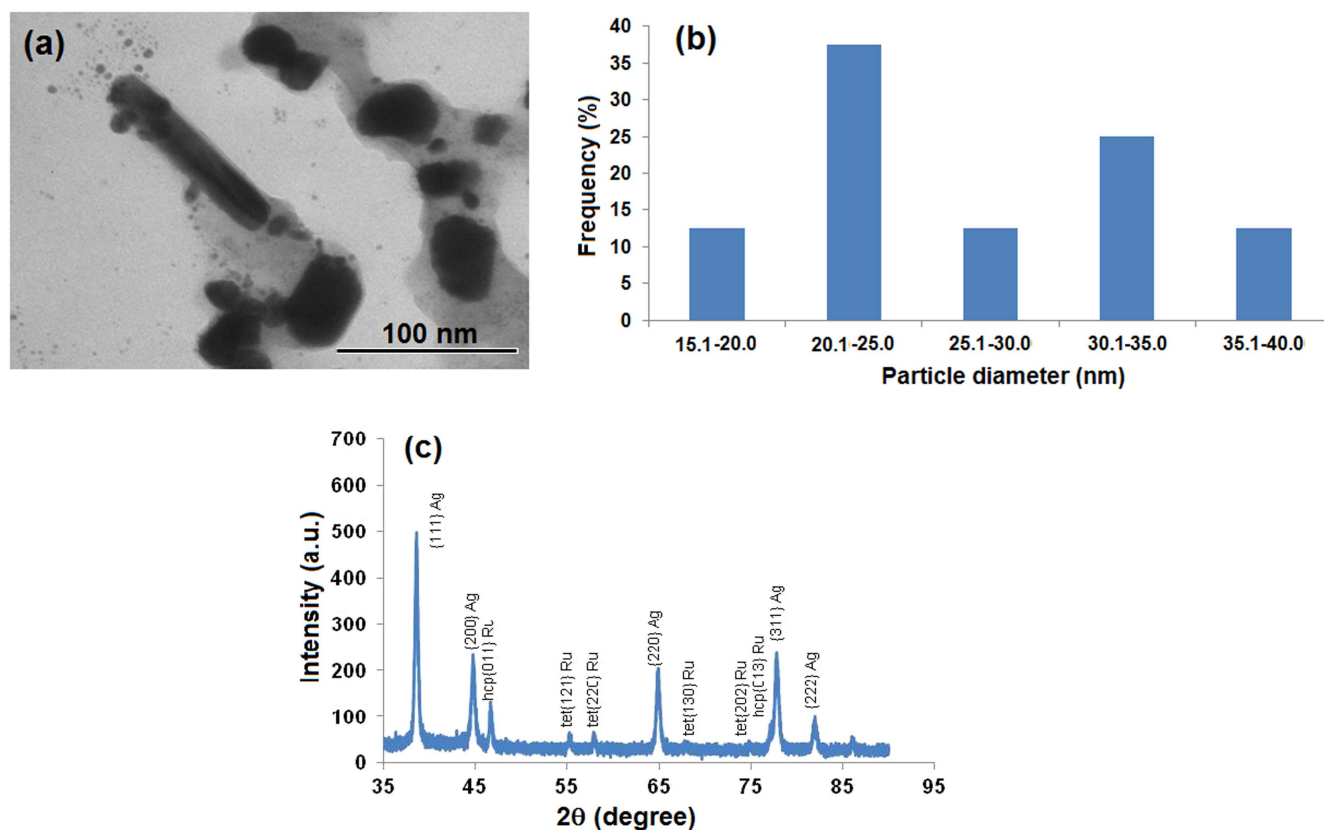 (a)
100 nm
(b)
Frequency (%)
40
35
30
25
20
15
10
5
0
15.1-20.0 20.1-25.0 25.1-30.0 30.1-35.0 35.1-40.0
Particle diameter (nm)
(c)
Intensity (a.u.)
700
600
500
400
300
200
100
0
{111} Ag
{200} Ag
hcp{011} Ru
tet{121} Ru
tet{220} Ru
{220} Ag
tet{130} Ru
tet{202} Ru
hcp{013} Ru
{311} Ag
{222} Ag
35 45 55 65 75 85 95
2θ (degree)